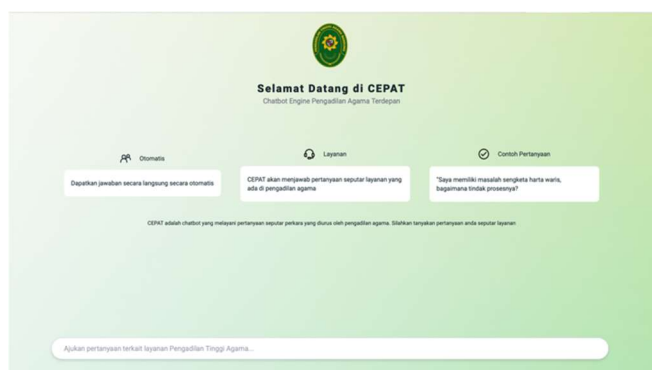 Selamat Datang di CEPAT
Chatbot Engine Pengadilan Agama Terdepan
Otomatis
Dapatkan jawaban secara langsung secara otomatis
Layanan
CEPAT akan menjawab pertanyaan seputar layanan yang
ada di pengadilan agama
Contoh Pertanyaan
"Saya memiliki masalah sengketa harta waris,
bagaimana tindak prosesnya?
CEPAT adalah chatbot yang melayani pertanyaan seputar perkara yang diurus oleh pengadilan agama. Silahkan tanyakan pertanyaan anda seputar layanan
Ajukan pertanyaan terkait layanan Pengadilan Tinggi Agama...